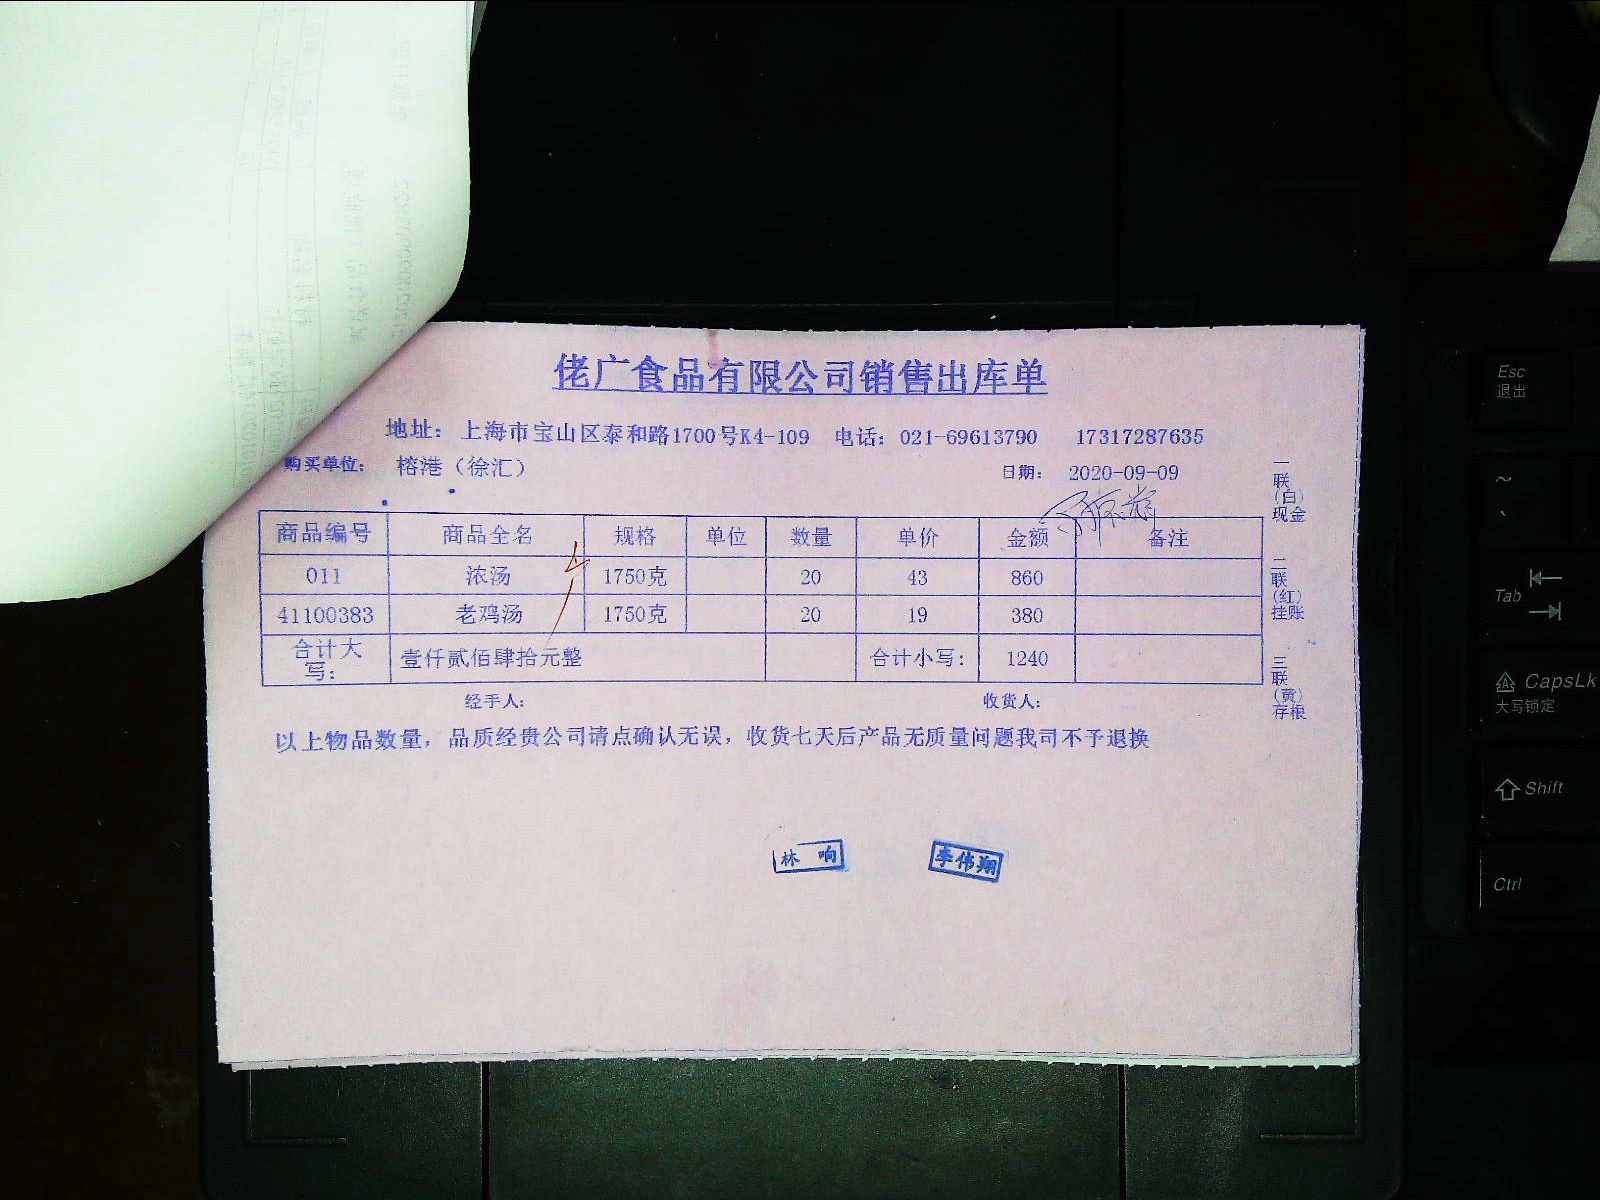 佬广食品有限公司销售出库单
地址：上海市宝山区泰和路1700号K4-109 电话：021-69613790 17317287635
购买单位： 榕港（徐汇） 日期： 2020-09-09
商品编号 商品全名 规格 单位 数量 单价 金额 备注
011 浓汤 1750克 20 43 860
41100383 老鸡汤 1750克 20 19 380
合计大写： 壹仟贰佰肆拾元整 合计小写： 1240
经手人： 收货人：
以上物品数量，品质经贵公司请点确认无误，收货七天后产品无质量问题我司不予退换
一联（白）现金
二联（红）挂账
三联（黄）存根
林响 李伟翔
Esc
退出
~
Tab
CapsLk
大写锁定
Shift
Ctrl